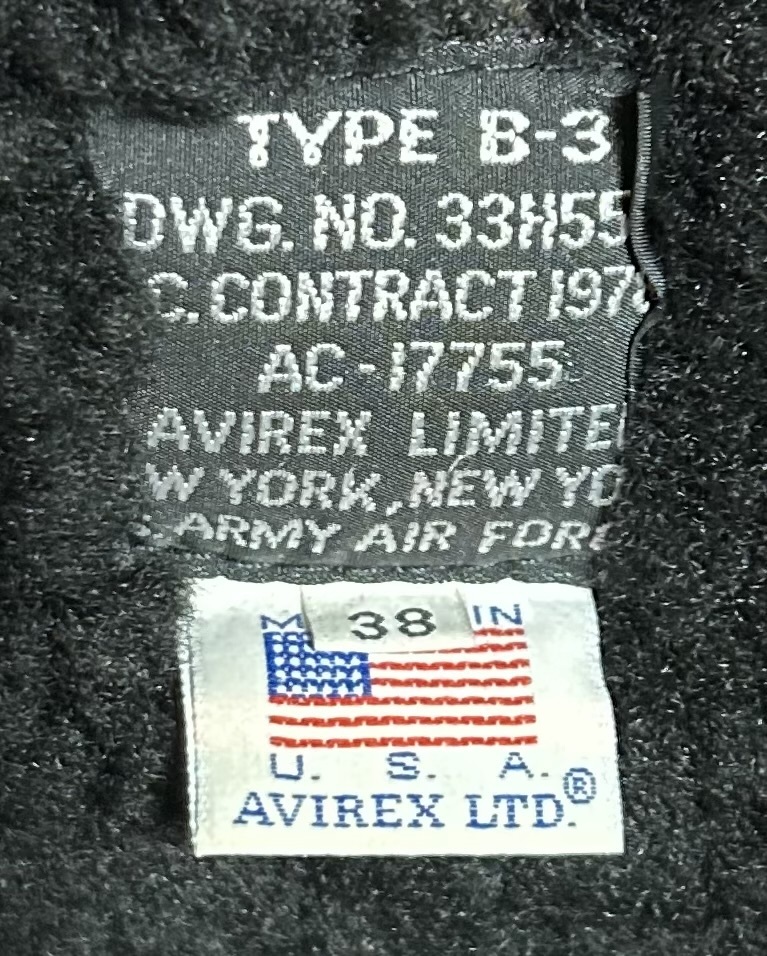 TYPE B-3
DWG. NO. 33H55
C. CONTRACT 197
AC-17755
AVIREX LIMITE
W YORK, NEW YO
. ARMY AIR FORC
M 38 IN
U. S. A.
AVIREX LTD.®